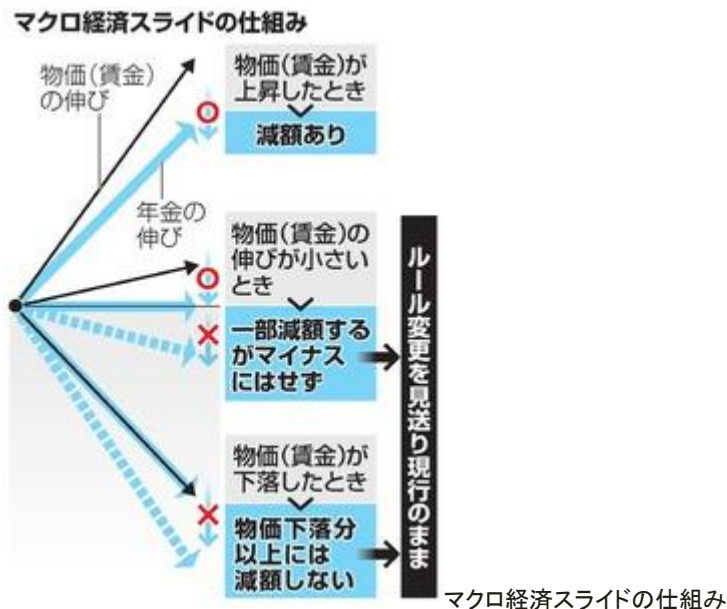 マクロ経済スライドの仕組み
物価(賃金)
の伸び
年金の
伸び
物価(賃金)が
上昇したとき
減額あり
物価(賃金)の
伸びが小さい
とき
一部減額する
がマイナス
にはせず
物価(賃金)が
下落したとき
物価下落分
以上には
減額しない
ルール変更を見送り現行のまま
マクロ経済スライドの仕組み